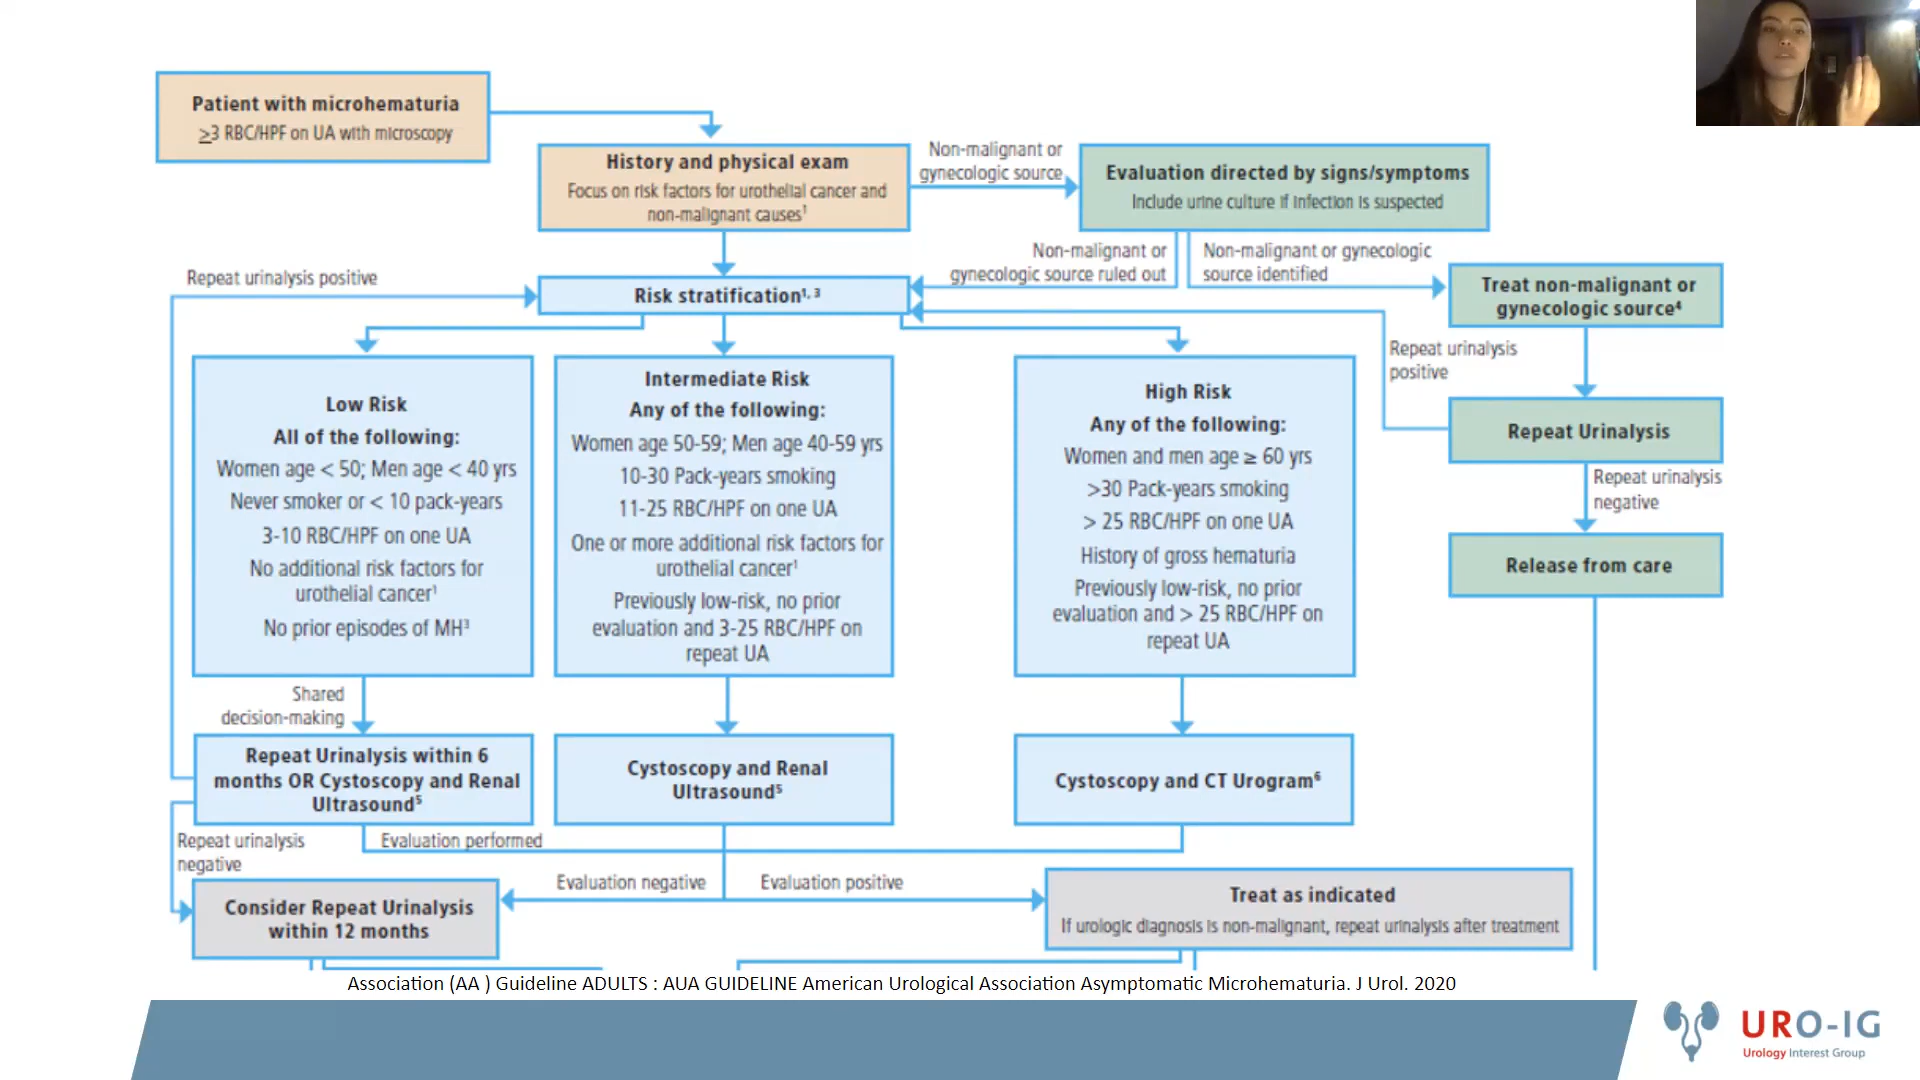 Patient with microhematuria
≥3 RBC/HPF on UA with microscopy
History and physical exam
Focus on risk factors for urothelial cancer and
non-malignant causes¹
Non-malignant or
gynecologic source
Evaluation directed by signs/symptoms
Include urine culture if infection is suspected
Non-malignant or
gynecologic source ruled out
Non-malignant or gynecologic
source identified
Treat non-malignant or
gynecologic source⁴
Repeat urinalysis positive
Risk stratification¹˒ ³
Repeat urinalysis
positive
Repeat Urinalysis
Repeat urinalysis
negative
Release from care
Low Risk
All of the following:
Women age < 50; Men age < 40 yrs
Never smoker or < 10 pack-years
3-10 RBC/HPF on one UA
No additional risk factors for
urothelial cancer¹
No prior episodes of MH³
Intermediate Risk
Any of the following:
Women age 50-59; Men age 40-59 yrs
10-30 Pack-years smoking
11-25 RBC/HPF on one UA
One or more additional risk factors for
urothelial cancer¹
Previously low-risk, no prior
evaluation and 3-25 RBC/HPF on
repeat UA
High Risk
Any of the following:
Women and men age ≥ 60 yrs
>30 Pack-years smoking
> 25 RBC/HPF on one UA
History of gross hematuria
Previously low-risk, no prior
evaluation and > 25 RBC/HPF on
repeat UA
Shared
decision-making
Repeat Urinalysis within 6
months OR Cystoscopy and Renal
Ultrasound⁵
Cystoscopy and Renal
Ultrasound⁵
Cystoscopy and CT Urogram⁶
Repeat urinalysis
negative
Evaluation performed
Evaluation negative
Evaluation positive
Consider Repeat Urinalysis
within 12 months
Treat as indicated
If urologic diagnosis is non-malignant, repeat urinalysis after treatment
Association (AA ) Guideline ADULTS : AUA GUIDELINE American Urological Association Asymptomatic Microhematuria. J Urol. 2020
URO-IG
Urology Interest Group